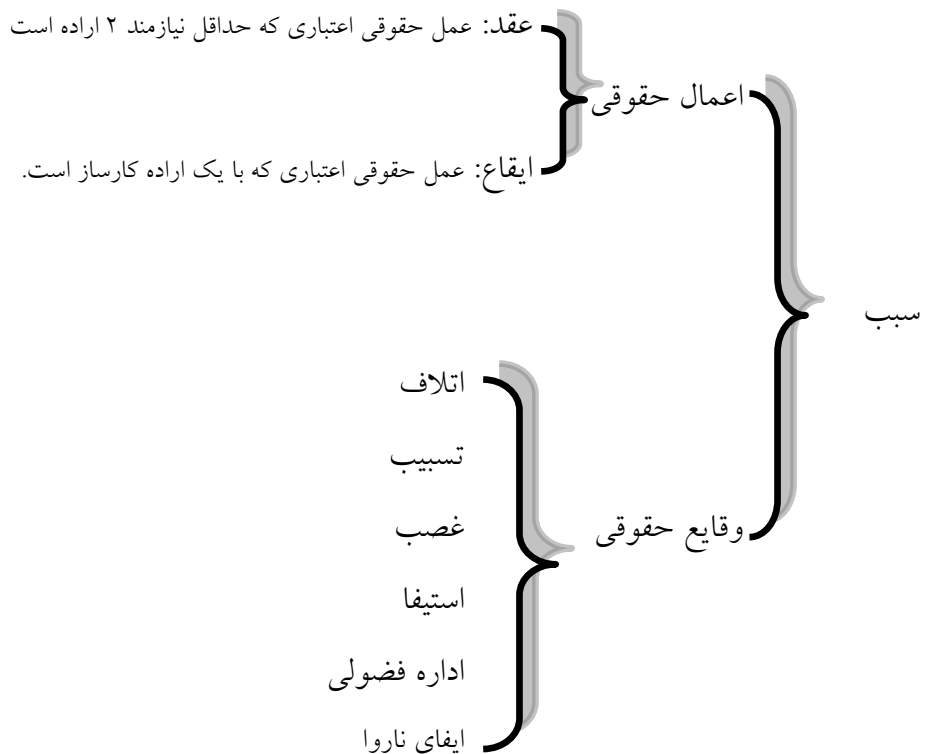 عقد: عمل حقوقی اعتباری که حداقل نیازمند ۲ اراده است
اعمال حقوقی
ایقاع: عمل حقوقی اعتباری که با یک اراده کارساز است.
سبب
اتلاف
تسبیب
غصب
وقایع حقوقی
استیفا
اداره فضولی
ایفای ناروا